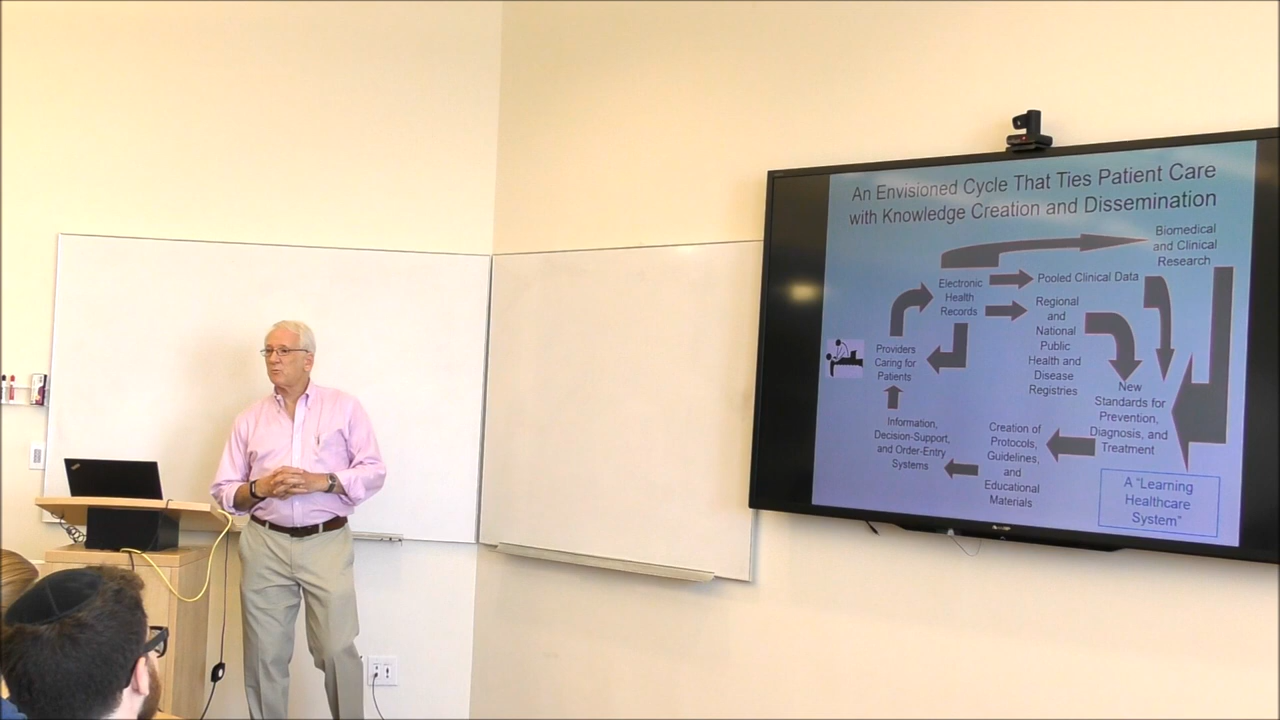 An Envisioned Cycle That Ties Patient Care
with Knowledge Creation and Dissemination
Biomedical
and Clinical
Research
Electronic
Health
Records
Pooled Clinical Data
Regional
and
National
Public
Health and
Disease
Registries
Providers
Caring for
Patients
New
Standards for
Prevention,
Diagnosis, and
Treatment
Information,
Decision-Support,
and Order-Entry
Systems
Creation of
Protocols,
Guidelines,
and
Educational
Materials
A "Learning
Healthcare
System"